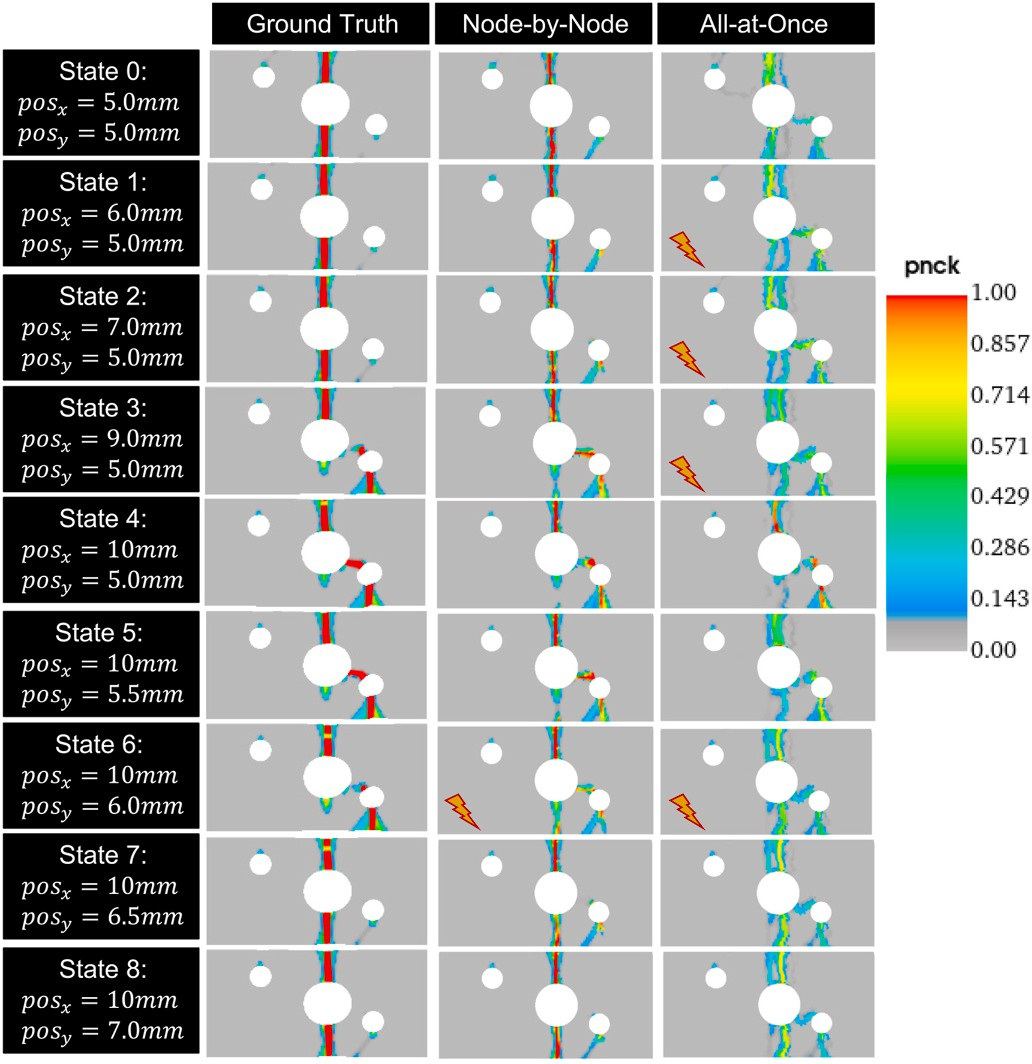 Ground Truth
Node-by-Node
All-at-Once
State 0:
pos_x = 5.0mm
pos_y = 5.0mm
State 1:
pos_x = 6.0mm
pos_y = 5.0mm
State 2:
pos_x = 7.0mm
pos_y = 5.0mm
State 3:
pos_x = 9.0mm
pos_y = 5.0mm
State 4:
pos_x = 10mm
pos_y = 5.0mm
State 5:
pos_x = 10mm
pos_y = 5.5mm
State 6:
pos_x = 10mm
pos_y = 6.0mm
State 7:
pos_x = 10mm
pos_y = 6.5mm
State 8:
pos_x = 10mm
pos_y = 7.0mm
pnck
1.00
0.857
0.714
0.571
0.429
0.286
0.143
0.00